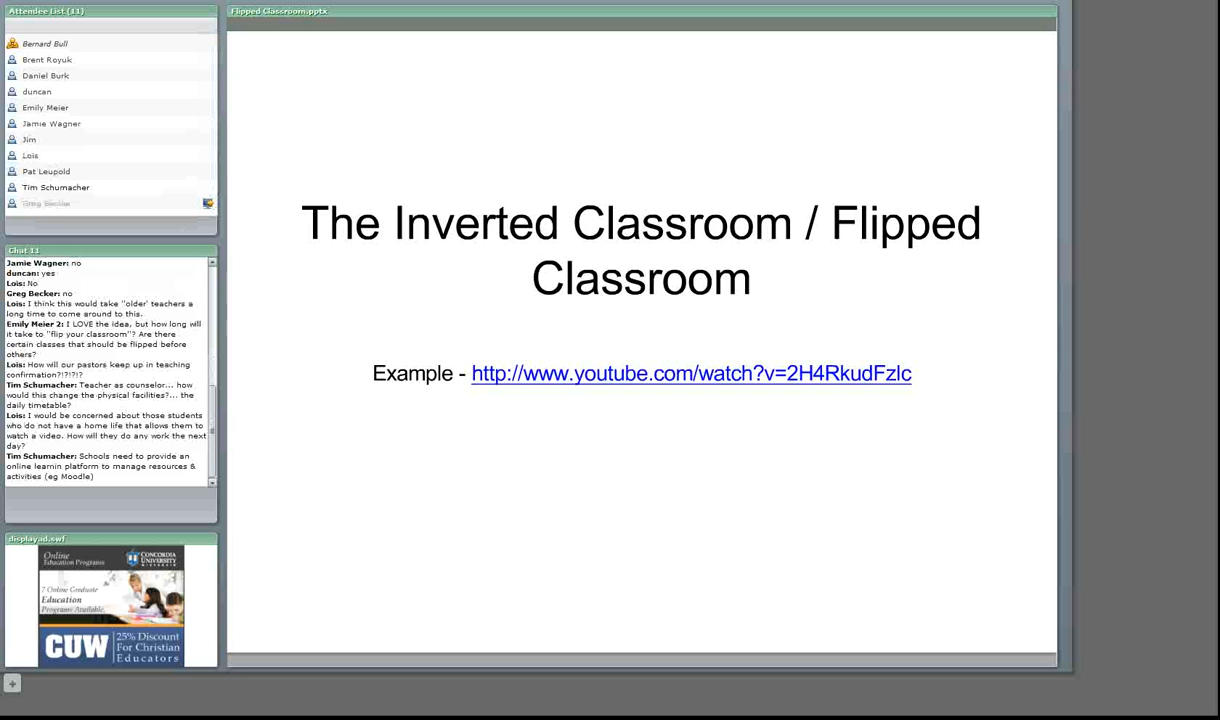 Attendee List (11)
Bernard Bull
Brent Royuk
Daniel Burk
duncan
Emily Meier
Jamie Wagner
Jim
Lois
Pat Leupold
Tim Schumacher
Greg Becker
Chat 11
Jamie Wagner: no
duncan: yes
Lois: No
Greg Becker: no
Lois: I think this would take "older' teachers a
long time to come around to this.
Emily Meier 2: I LOVE the idea, but how long will
it take to "flip your classroom"? Are there
certain classes that should be flipped before
others?
Lois: How will our pastors keep up in teaching
confirmation?!?!?!?
Tim Schumacher: Teacher as counselor... how
would this change the physical facilities?... the
daily timetable?
Lois: I would be concerned about those students
who do not have a home life that allows them to
watch a video. How will they do any work the next
day?
Tim Schumacher: Schools need to provide an
online learnin platform to manage resources &
activities (eg Moodle)
displayad.swf
Online
Education Programs
CONCORDIA
UNIVERSITY
7 Online Graduate
Education
Programs Available.
CUW
25% Discount
For Christian
Educators
Flipped Classroom.pptx
The Inverted Classroom / Flipped
Classroom
Example - http://www.youtube.com/watch?v=2H4RkudFzlc